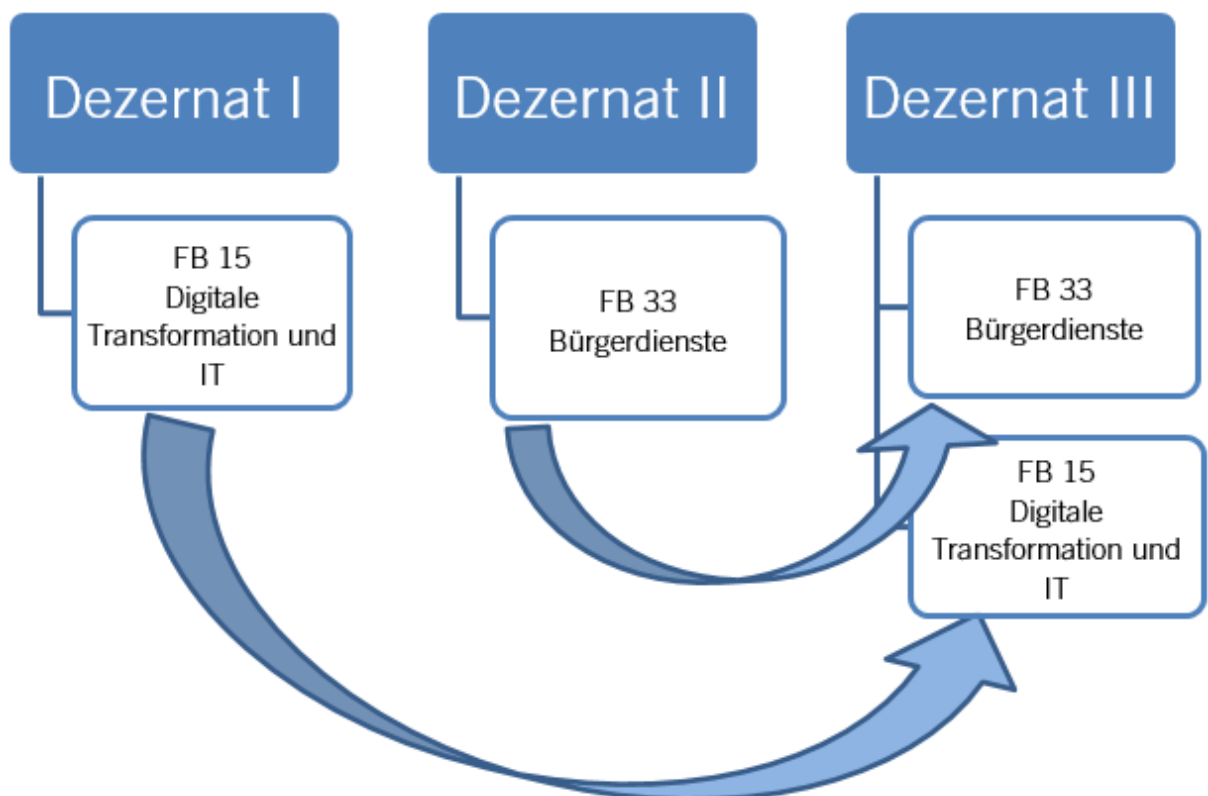 Dezernat I
FB 15
Digitale
Transformation und
IT
Dezernat II
FB 33
Bürgerdienste
Dezernat III
FB 33
Bürgerdienste
FB 15
Digitale
Transformation und
IT